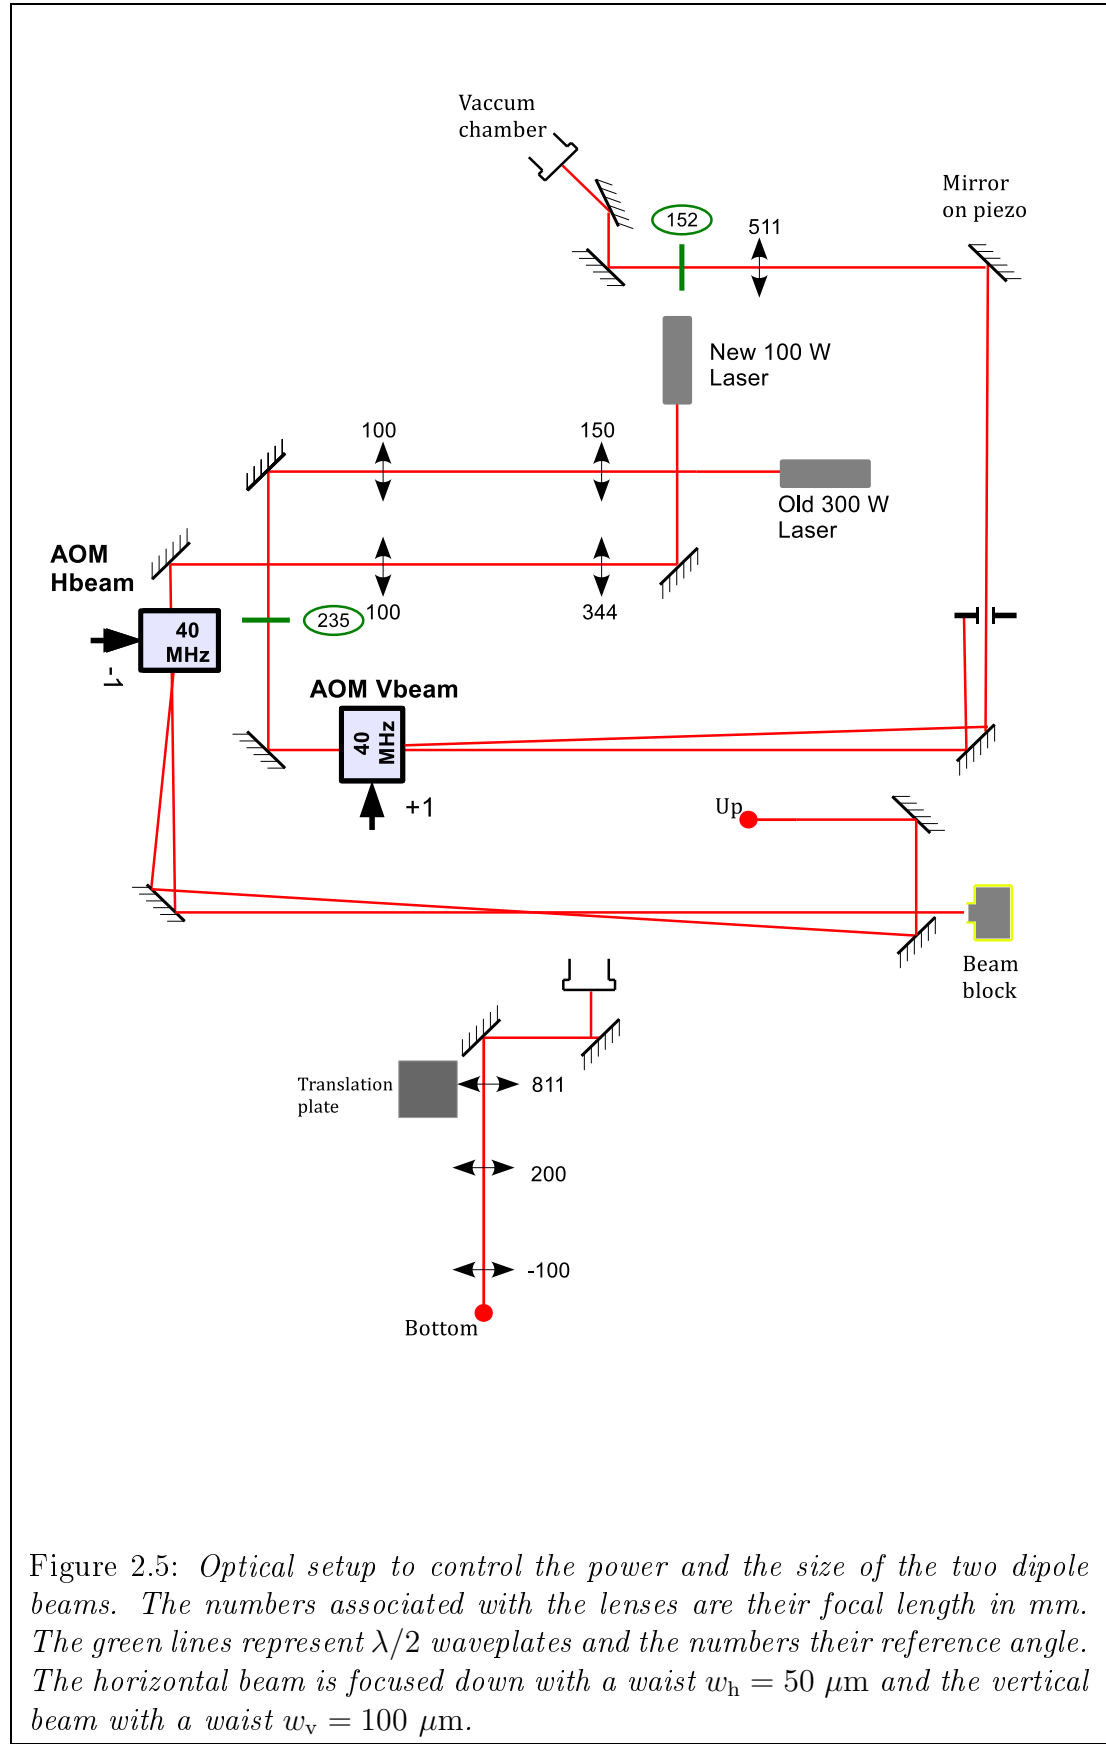 Vaccum
chamber
Mirror
on piezo
152
511
New 100 W
Laser
100
150
Old 300 W
Laser
AOM
Hbeam
100
344
235
40
MHz
-1
AOM Vbeam
40
MHz
+1
Up
Beam
block
Translation
plate
811
200
-100
Bottom
Figure 2.5: Optical setup to control the power and the size of the two dipole
beams. The numbers associated with the lenses are their focal length in mm.
The green lines represent λ/2 waveplates and the numbers their reference angle.
The horizontal beam is focused down with a waist w_h = 50 μm and the vertical
beam with a waist w_v = 100 μm.